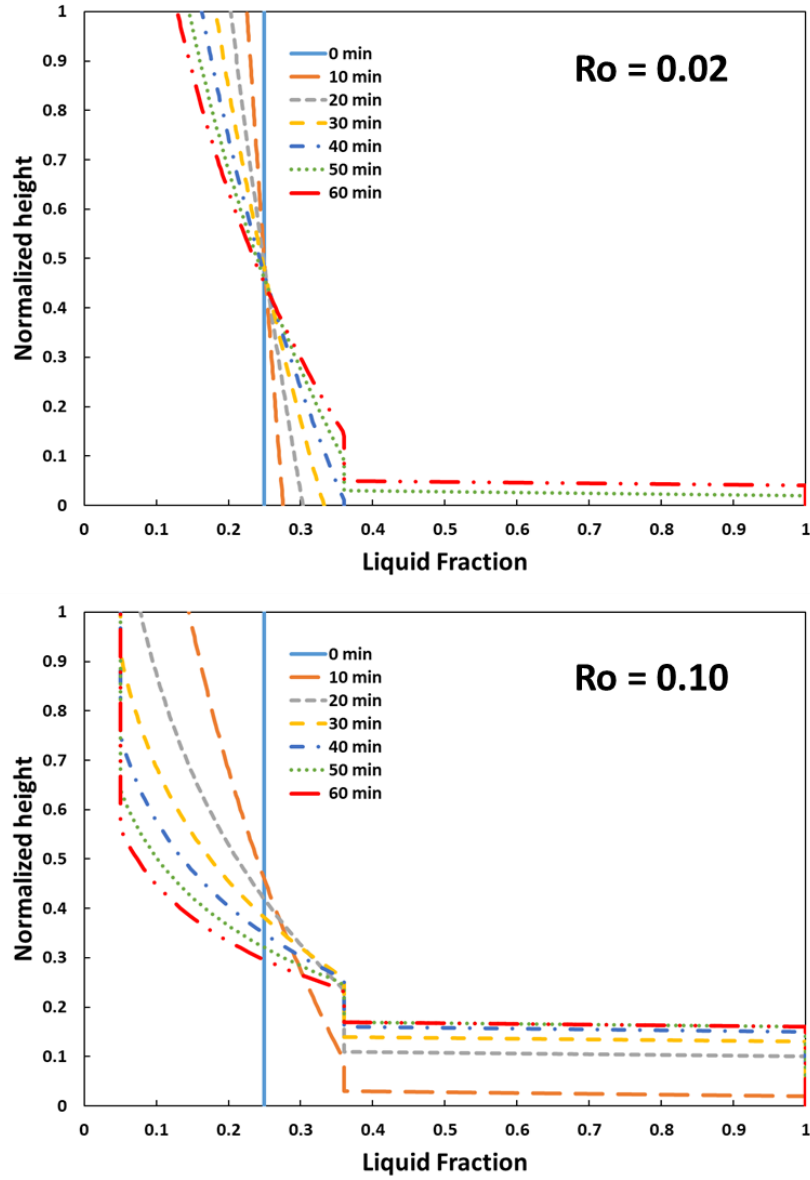 1
0.9
0.8
0.7
0.6
0.5
0.4
0.3
0.2
0.1
0
Normalized height
0 min
10 min
20 min
30 min
40 min
50 min
60 min
Ro = 0.02
0 0.1 0.2 0.3 0.4 0.5 0.6 0.7 0.8 0.9 1
Liquid Fraction
1
0.9
0.8
0.7
0.6
0.5
0.4
0.3
0.2
0.1
0
Normalized height
0 min
10 min
20 min
30 min
40 min
50 min
60 min
Ro = 0.10
0 0.1 0.2 0.3 0.4 0.5 0.6 0.7 0.8 0.9 1
Liquid Fraction